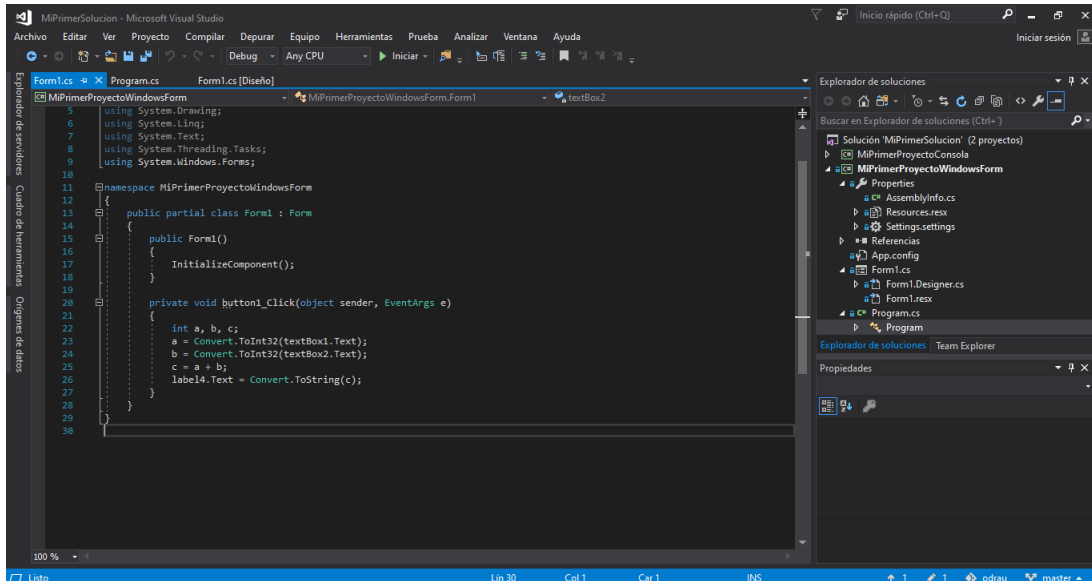 MiPrimerSolucion - Microsoft Visual Studio
Inicio rápido (Ctrl+Q)
Archivo Editar Ver Proyecto Compilar Depurar Equipo Herramientas Prueba Analizar Ventana Ayuda
Iniciar sesión
Debug Any CPU Iniciar
Explorador de servidores
Cuadro de herramientas
Orígenes de datos
Form1.cs Program.cs Form1.cs [Diseño]
MiPrimerProyectoWindowsForm MiPrimerProyectoWindowsForm.Form1 textBox2
5 using System.Drawing;
6 using System.Linq;
7 using System.Text;
8 using System.Threading.Tasks;
9 using System.Windows.Forms;
10
11 namespace MiPrimerProyectoWindowsForm
12 {
13 public partial class Form1 : Form
14 {
15 public Form1()
16 {
17 InitializeComponent();
18 }
19
20 private void button1_Click(object sender, EventArgs e)
21 {
22 int a, b, c;
23 a = Convert.ToInt32(textBox1.Text);
24 b = Convert.ToInt32(textBox2.Text);
25 c = a + b;
26 label4.Text = Convert.ToString(c);
27 }
28 }
29 }
30
100 %
Explorador de soluciones
Buscar en Explorador de soluciones (Ctrl+´)
Solución 'MiPrimerSolucion' (2 proyectos)
MiPrimerProyectoConsola
MiPrimerProyectoWindowsForm
Properties
AssemblyInfo.cs
Resources.resx
Settings.settings
Referencias
App.config
Form1.cs
Form1.Designer.cs
Form1.resx
Program.cs
Program
Explorador de soluciones Team Explorer
Propiedades
Listo Lín 30 Col 1 Car 1 INS 1 1 odrau master